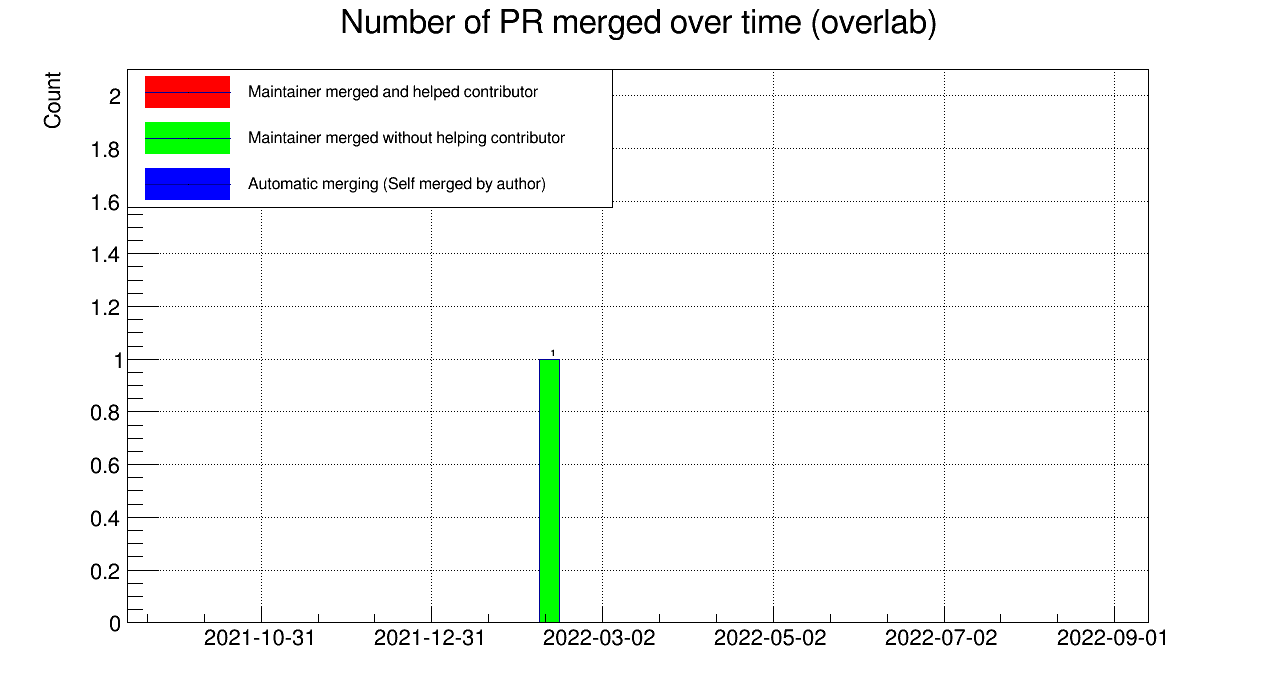 Number of PR merged over time (overlab)
Count
Maintainer merged and helped contributor
Maintainer merged without helping contributor
Automatic merging (Self merged by author)
2
1.8
1.6
1.4
1.2
1
1
0.8
0.6
0.4
0.2
0
2021-10-31 2021-12-31 2022-03-02 2022-05-02 2022-07-02 2022-09-01